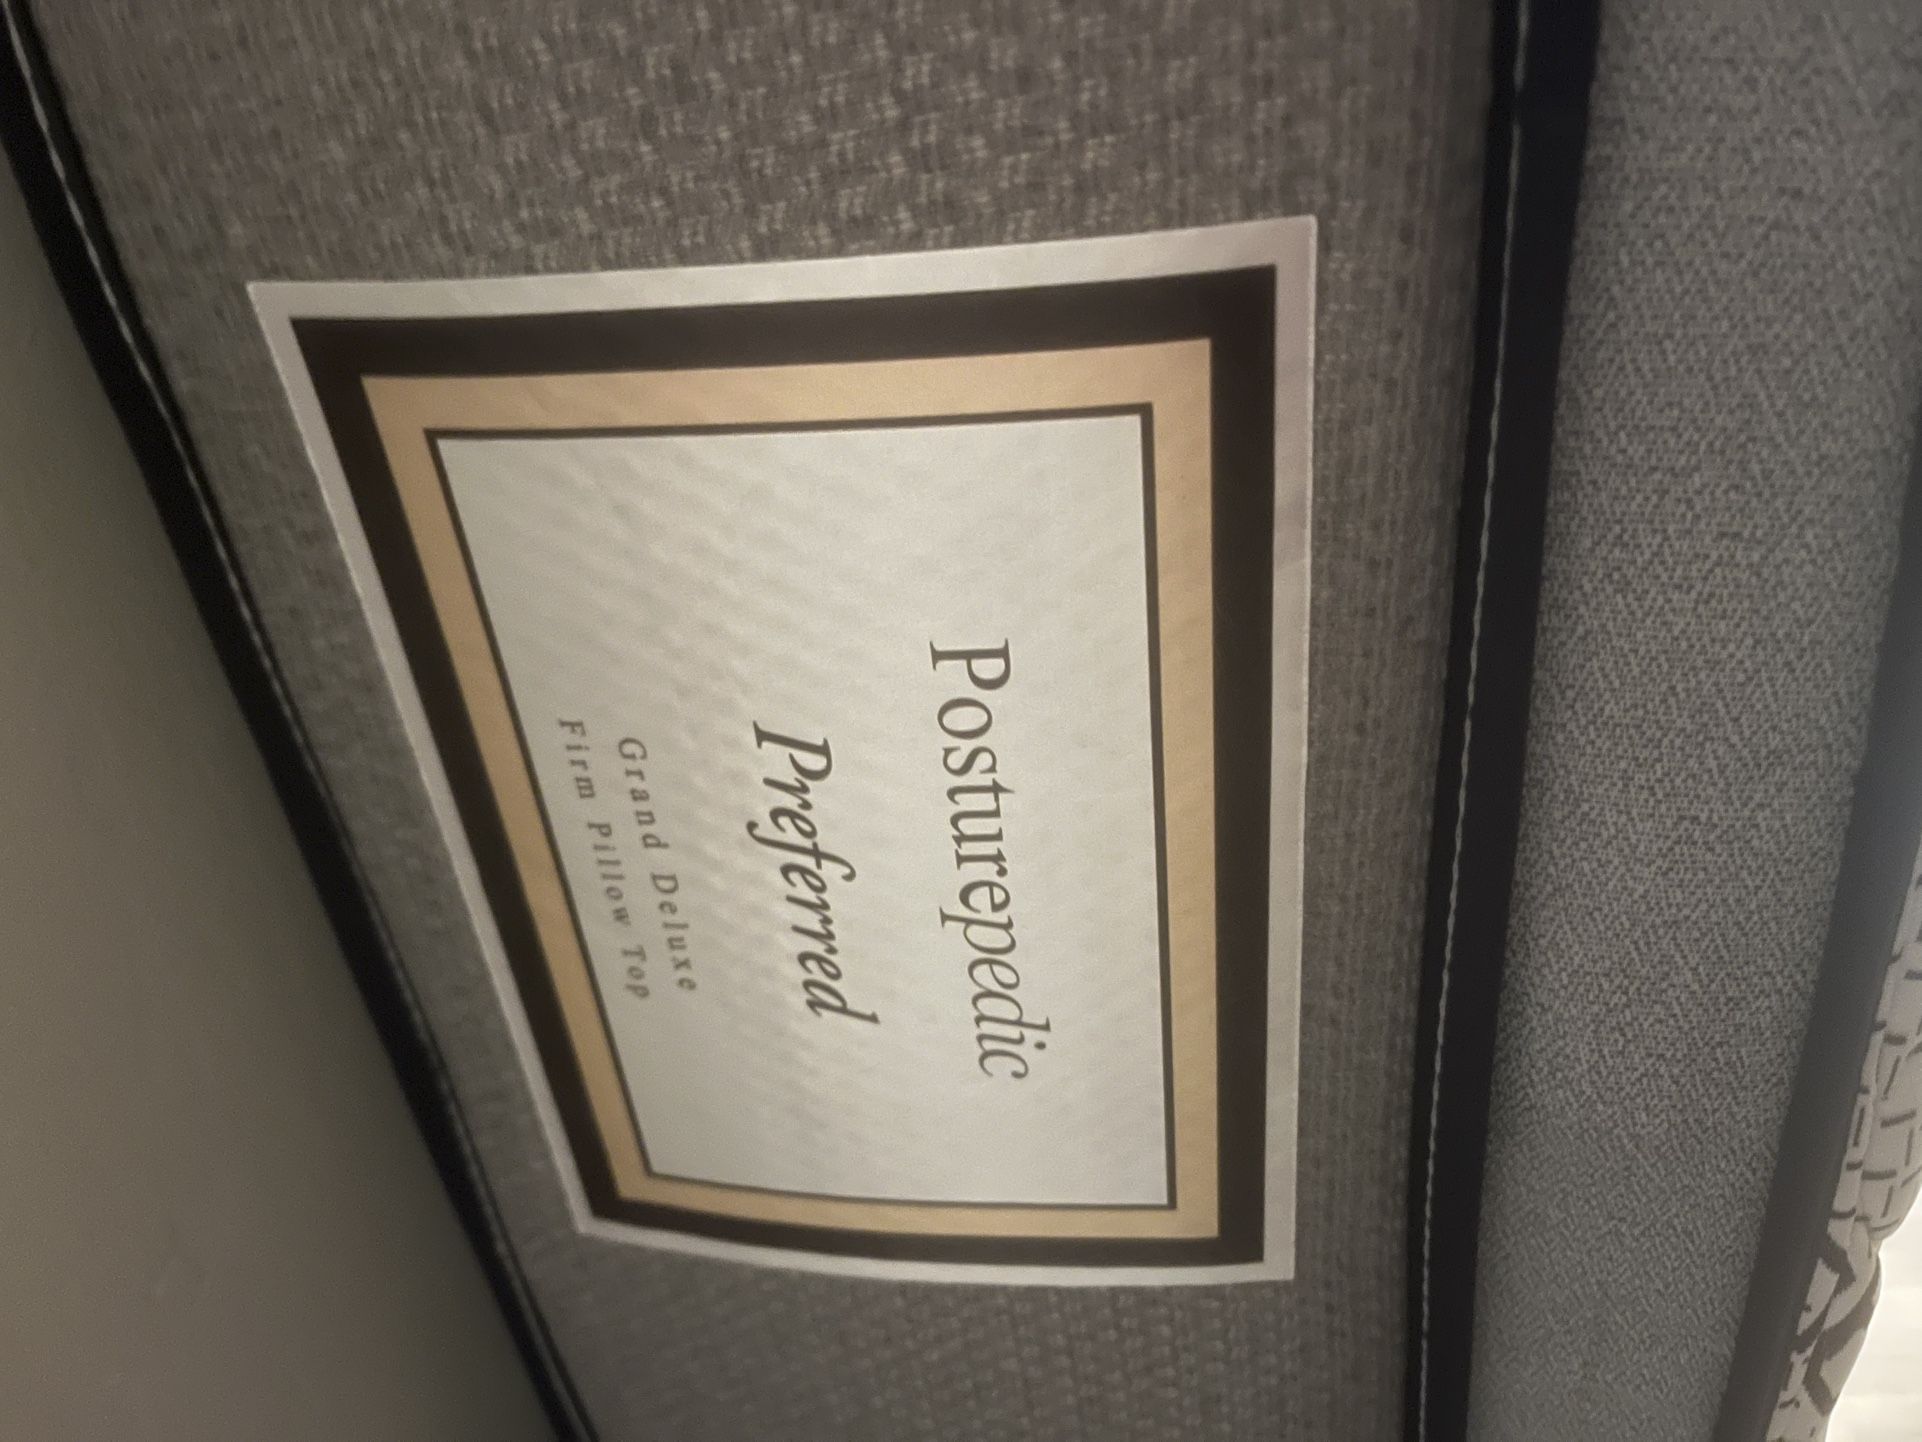 Posturepedic
Preferred
Grand Deluxe
Firm Pillow Top